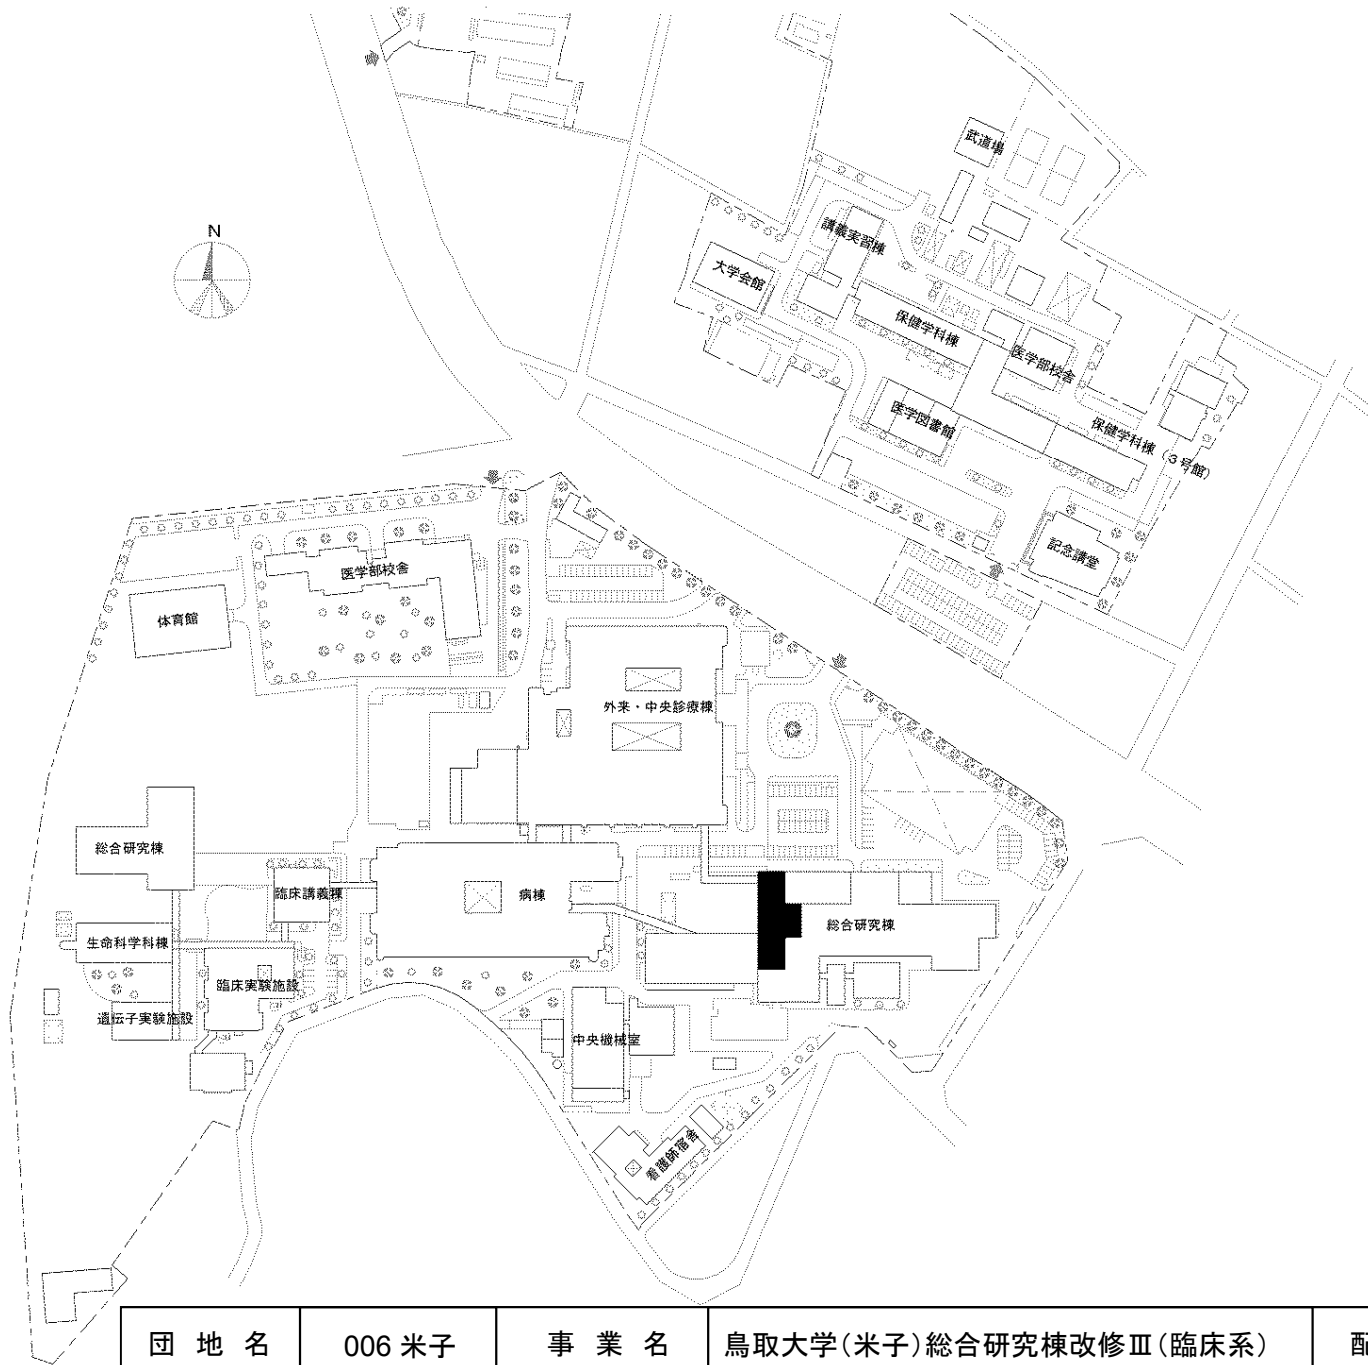 武道場
N
講義実習棟
大学会館
保健学科棟
医学部校舎
医学図書館
保健学科棟（3号館）
記念講堂
医学部校舎
体育館
外来・中央診療棟
総合研究棟
臨床講義棟
病棟
総合研究棟
生命科学科棟
臨床実験施設
遺伝子実験施設
中央機械室
看護師宿舎
団地名 006 米子 事業名 鳥取大学(米子)総合研究棟改修Ⅲ(臨床系) 配